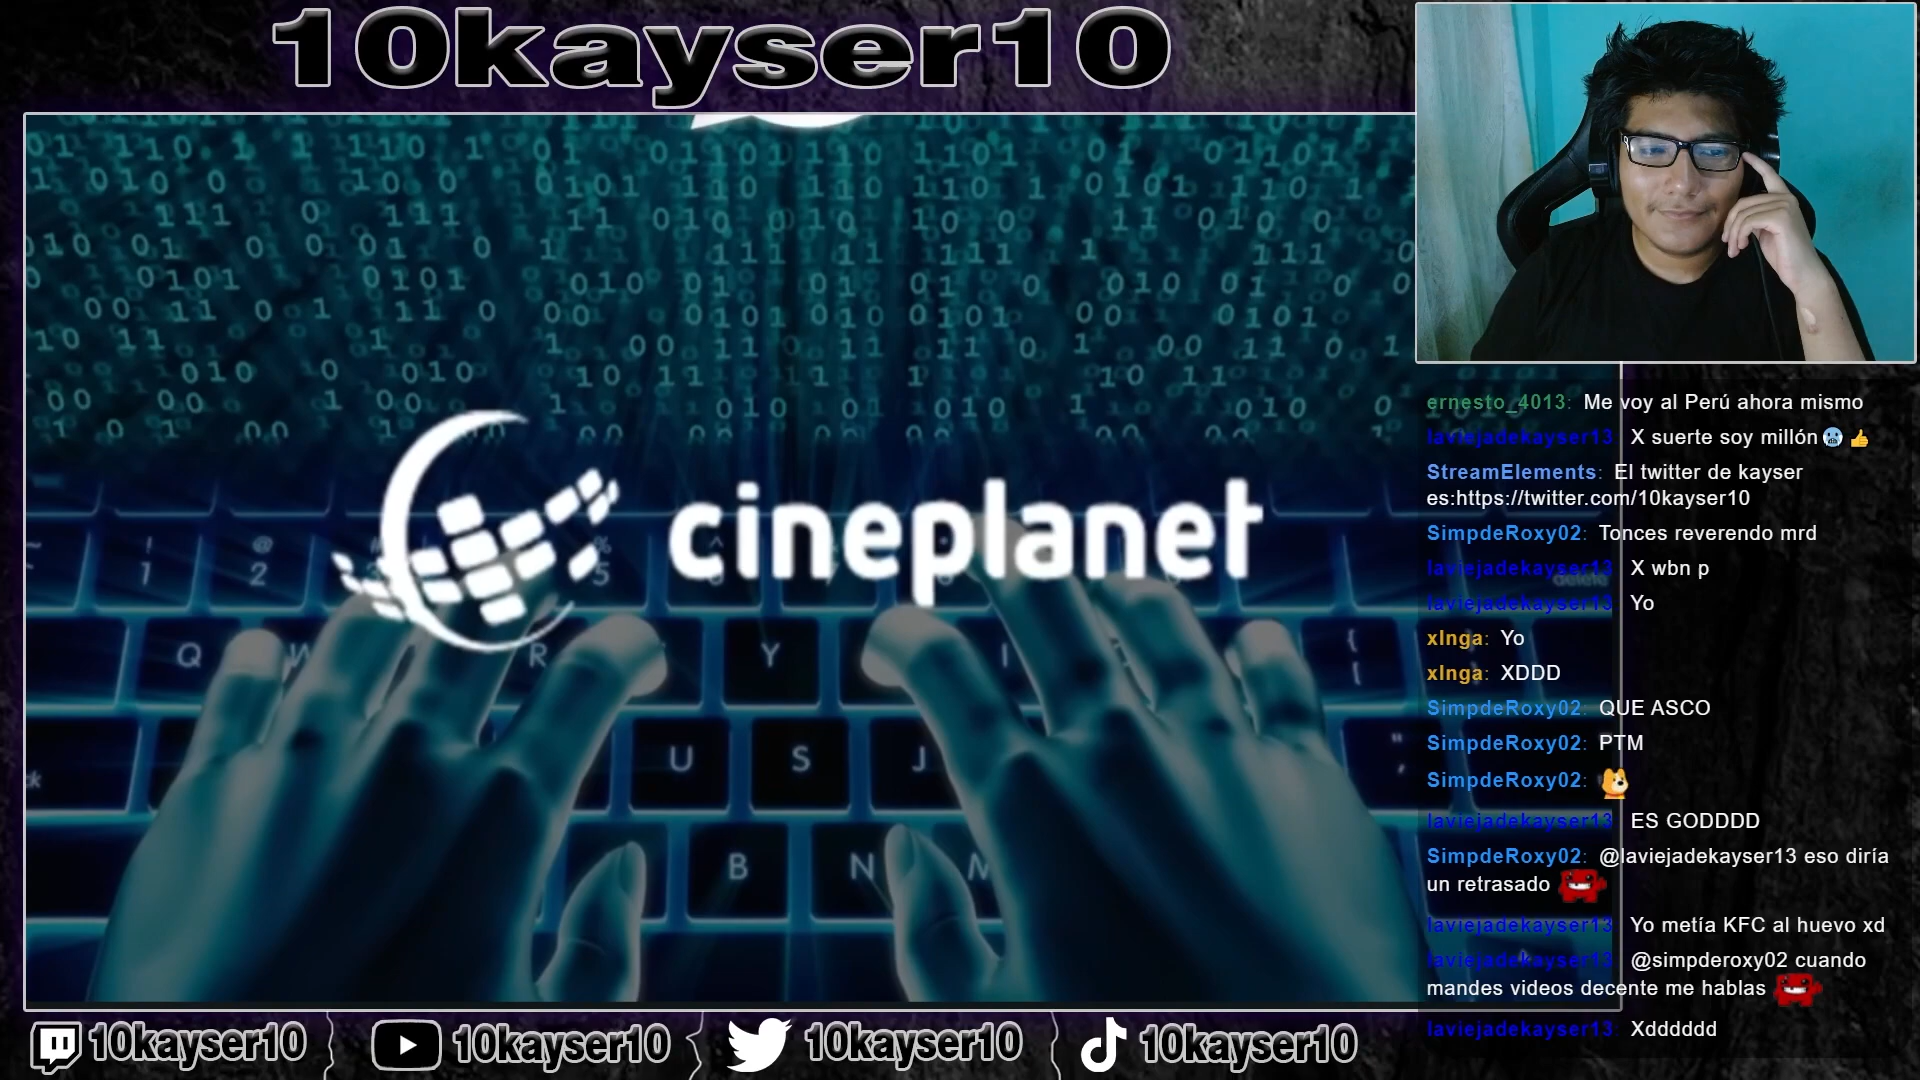 10kayser10
cineplanet
ernesto_4013: Me voy al Perú ahora mismo
laviejadekayser13 X suerte soy millón🥶👍
StreamElements: El twitter de kayser
es:https://twitter.com/10kayser10
SimpdeRoxy02: Tonces reverendo mrd
laviejadekayser13 X wbn p
laviejadekayser13 Yo
xInga: Yo
xInga: XDDD
SimpdeRoxy02: QUE ASCO
SimpdeRoxy02: PTM
SimpdeRoxy02:
laviejadekayser13 ES GODDDD
SimpdeRoxy02: @laviejadekayser13 eso diría
un retrasado
laviejadekayser13 Yo metía KFC al huevo xd
laviejadekayser13: @simpderoxy02 cuando
mandes videos decente me hablas
laviejadekayser13: Xdddddd
10kayser10 10kayser10 10kayser10 10kayser10